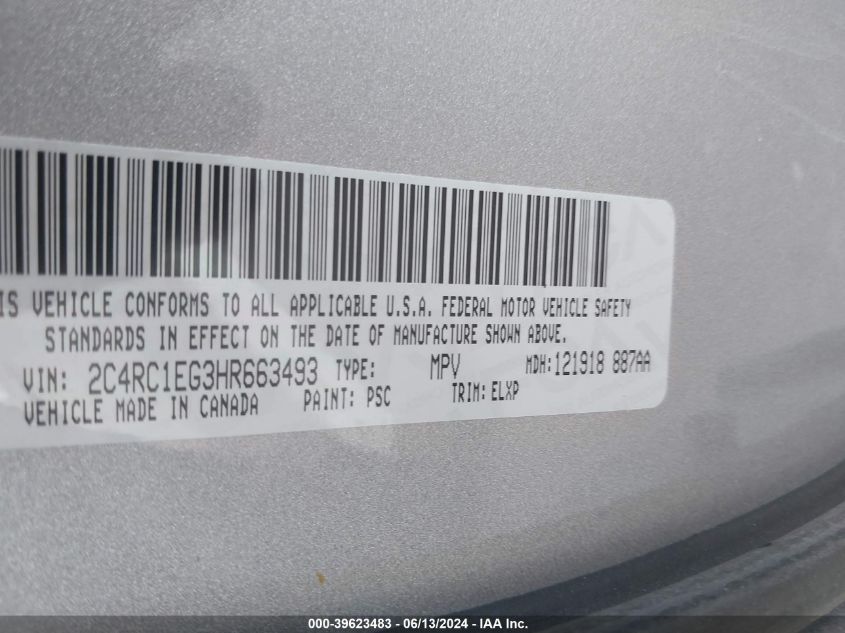 IS VEHICLE CONFORMS TO ALL APPLICABLE U.S.A. FEDERAL MOTOR VEHICLE SAFETY
STANDARDS IN EFFECT ON THE DATE OF MANUFACTURE SHOWN ABOVE.
VIN: 2C4RC1EG3HR663493 TYPE: MPV MDH:121918 887AA
VEHICLE MADE IN CANADA PAINT: PSC TRIM: ELXP
000-39623483 - 06/13/2024 - IAA Inc.